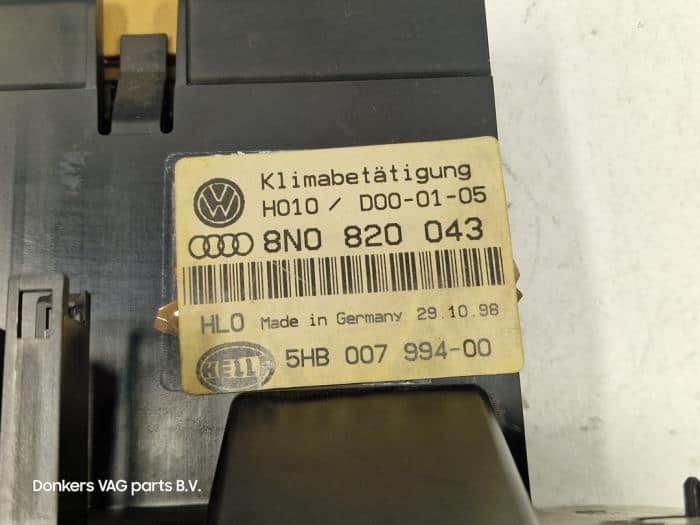 Klimabetätigung
H010 / D00-01-05
8N0 820 043
HLO Made in Germany 29.10.98
HELLA 5HB 007 994-00
Donkers VAG parts B.V.